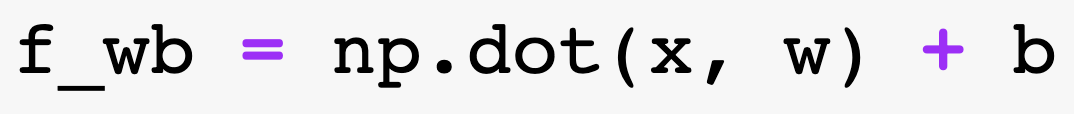 f_wb = np.dot(x, w) + b